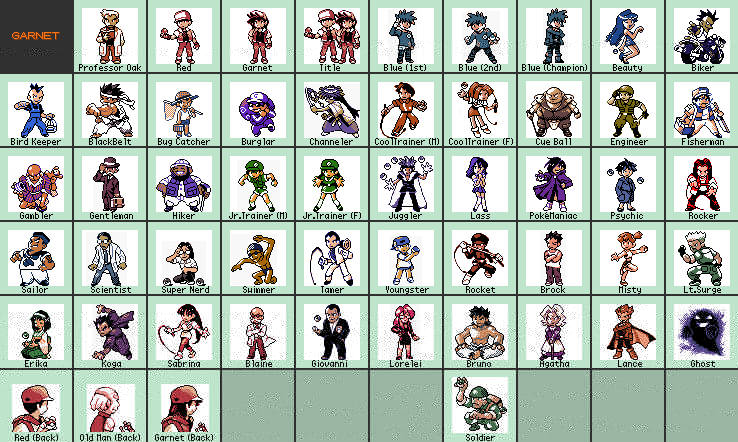 GARNET
Professor Oak
Red
Garnet
Title
Blue (1st)
Blue (2nd)
Blue (Champion)
Beauty
Biker
Bird Keeper
BlackBelt
Bug Catcher
Burglar
Channeler
CoolTrainer (M)
CoolTrainer (F)
Cue Ball
Engineer
Fisherman
Gambler
Gentleman
Hiker
Jr.Trainer (M)
Jr.Trainer (F)
Juggler
Lass
PokéManiac
Psychic
Rocker
Sailor
Scientist
Super Nerd
Swimmer
Tamer
Youngster
Rocket
Brock
Misty
Lt.Surge
Erika
Koga
Sabrina
Blaine
Giovanni
Lorelei
Bruno
Agatha
Lance
Ghost
Red (Back)
Old Man (Back)
Garnet (Back)
Soldier